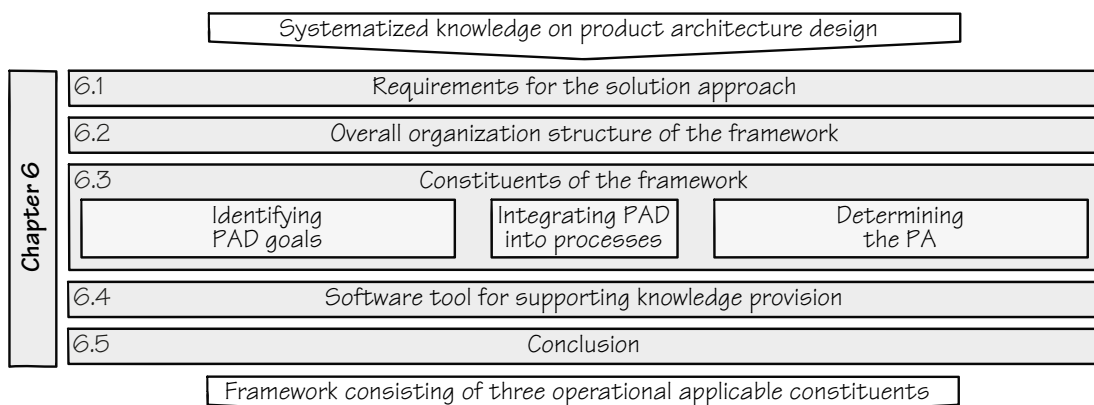 Systematized knowledge on product architecture design
Chapter 6
6.1 Requirements for the solution approach
6.2 Overall organization structure of the framework
6.3 Constituents of the framework
Identifying
PAD goals
Integrating PAD
into processes
Determining
the PA
6.4 Software tool for supporting knowledge provision
6.5 Conclusion
Framework consisting of three operational applicable constituents